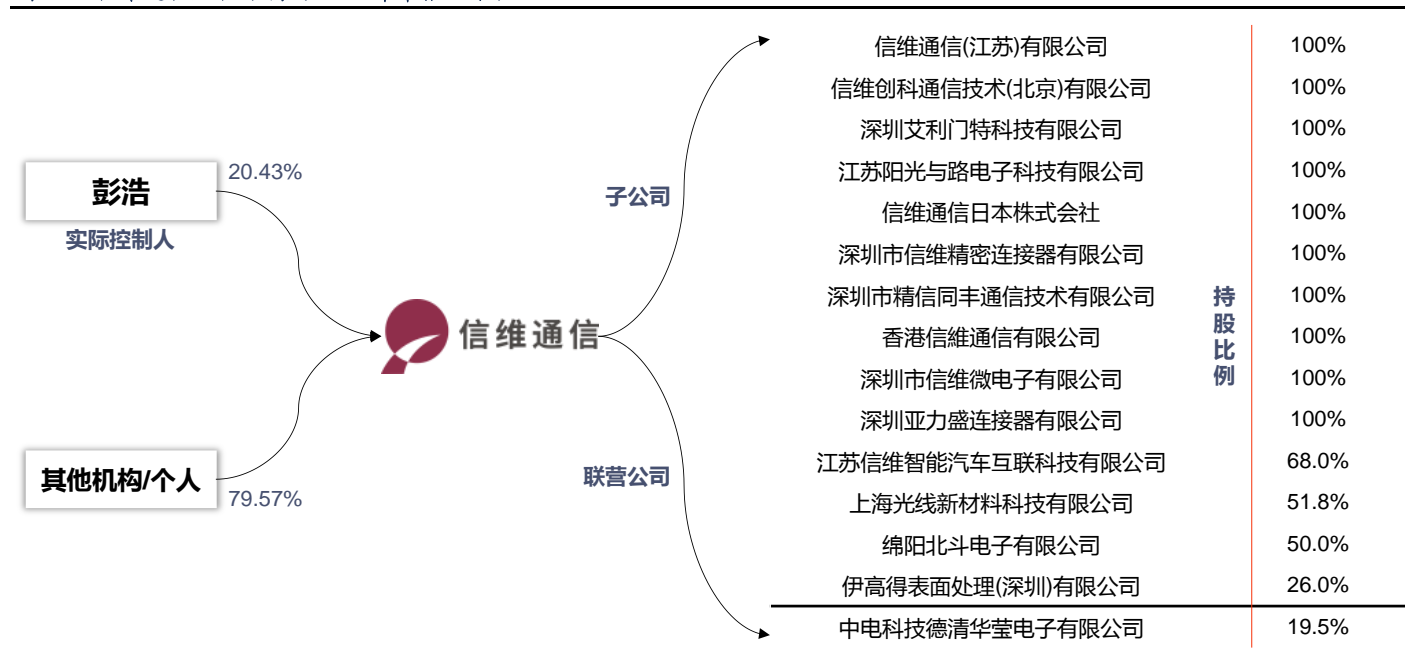 彭浩
20.43%
实际控制人
其他机构/个人
79.57%
信维通信
子公司
联营公司
信维通信(江苏)有限公司 100%
信维创科通信技术(北京)有限公司 100%
深圳艾利门特科技有限公司 100%
江苏阳光与路电子科技有限公司 100%
信维通信日本株式会社 100%
深圳市信维精密连接器有限公司 100%
深圳市精信同丰通信技术有限公司 100%
香港信維通信有限公司 100%
深圳市信维微电子有限公司 100%
深圳亚力盛连接器有限公司 100%
江苏信维智能汽车互联科技有限公司 68.0%
上海光线新材料科技有限公司 51.8%
绵阳北斗电子有限公司 50.0%
伊高得表面处理(深圳)有限公司 26.0%
中电科技德清华莹电子有限公司 19.5%
持
股
比
例